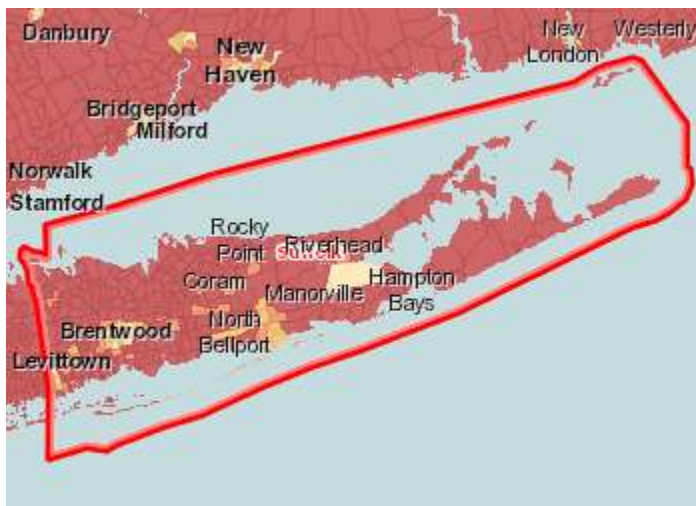 Danbury
New
Haven
New
London
Westerly
Bridgeport
Milford
Norwalk
Stamford
Rocky
Point
Riverhead
Suffolk
Coram
Manorville
Hampton
Bays
Brentwood
North
Bellport
Levittown